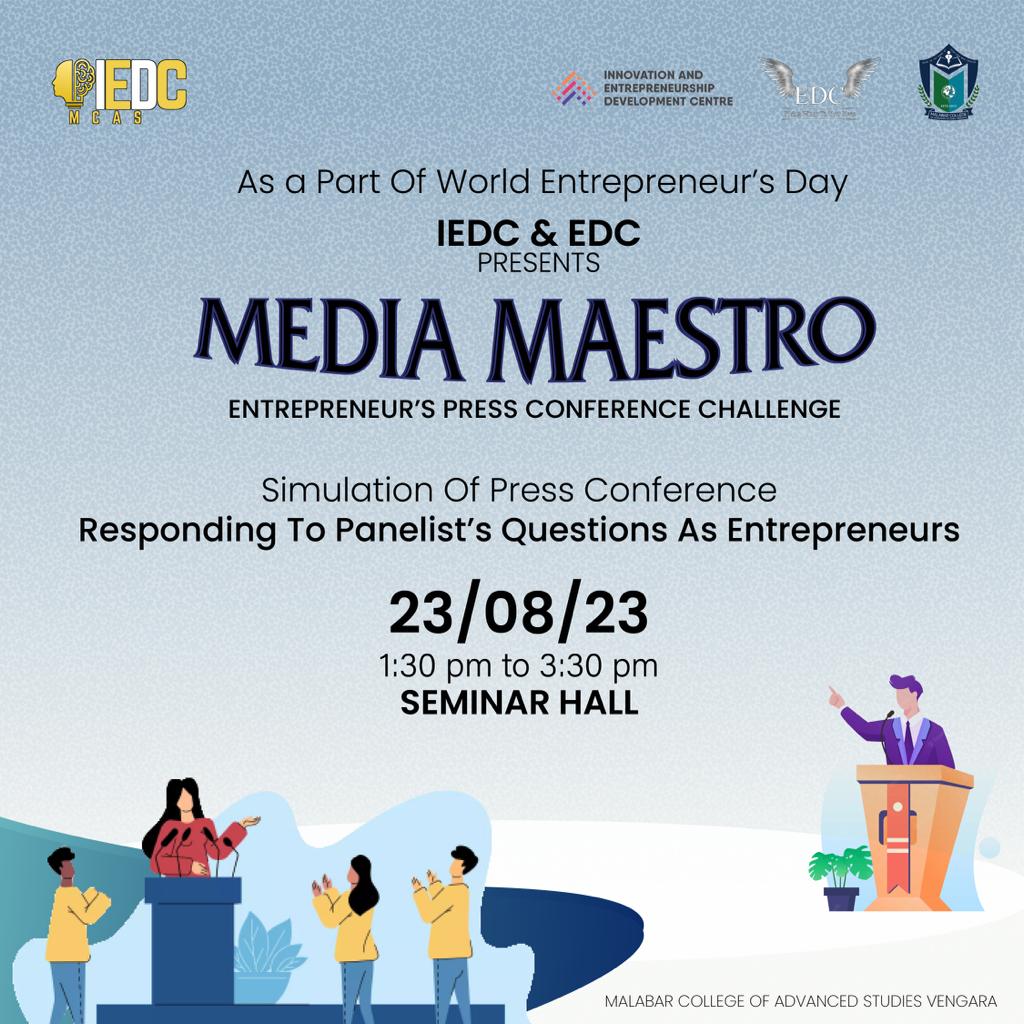 IEDC
MCAS
INNOVATION AND
ENTREPRENEURSHIP
DEVELOPMENT CENTRE
EDC
MALABAR COLLEGE
As a Part Of World Entrepreneur's Day
IEDC & EDC
PRESENTS
MEDIA MAESTRO
ENTREPRENEUR'S PRESS CONFERENCE CHALLENGE
Simulation Of Press Conference
Responding To Panelist's Questions As Entrepreneurs
23/08/23
1:30 pm to 3:30 pm
SEMINAR HALL
MALABAR COLLEGE OF ADVANCED STUDIES VENGARA